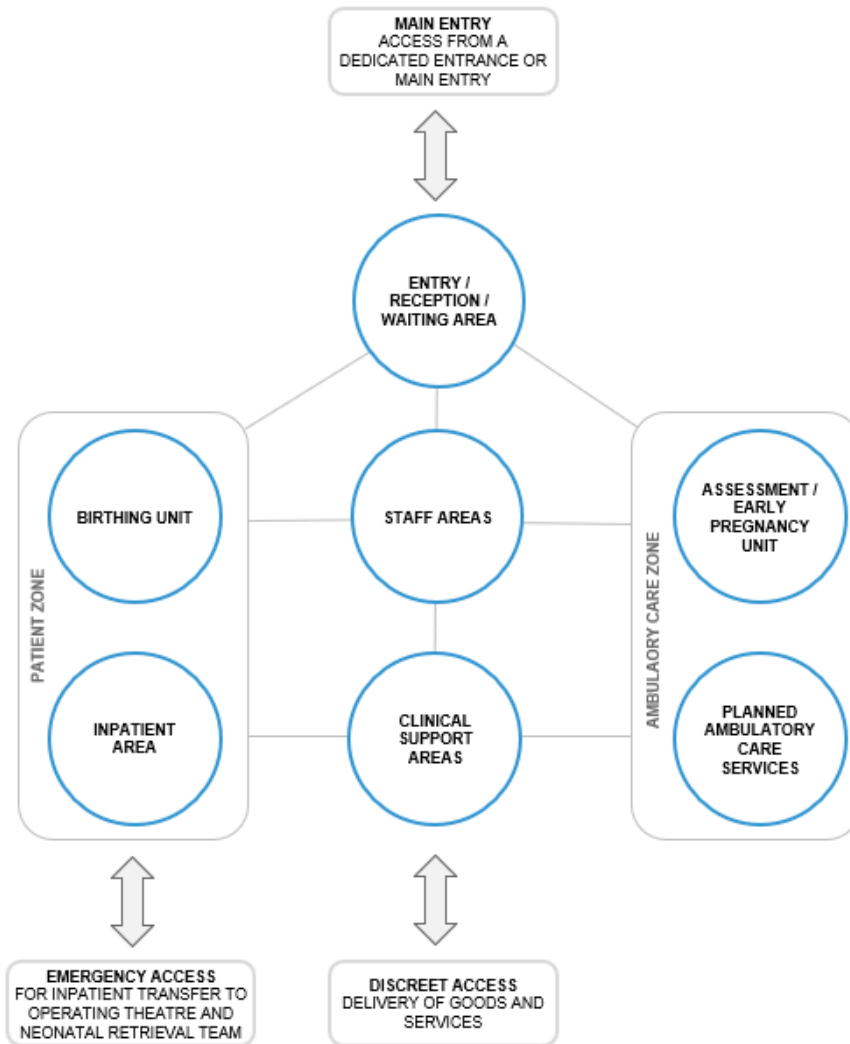 MAIN ENTRY
ACCESS FROM A
DEDICATED ENTRANCE OR
MAIN ENTRY
ENTRY /
RECEPTION /
WAITING AREA
PATIENT ZONE
BIRTHING UNIT
INPATIENT
AREA
STAFF AREAS
CLINICAL
SUPPORT
AREAS
AMBULAORY CARE ZONE
ASSESSMENT /
EARLY
PREGNANCY
UNIT
PLANNED
AMBULATORY
CARE
SERVICES
EMERGENCY ACCESS
FOR INPATIENT TRANSFER TO
OPERATING THEATRE AND
NEONATAL RETRIEVAL TEAM
DISCREET ACCESS
DELIVERY OF GOODS AND
SERVICES